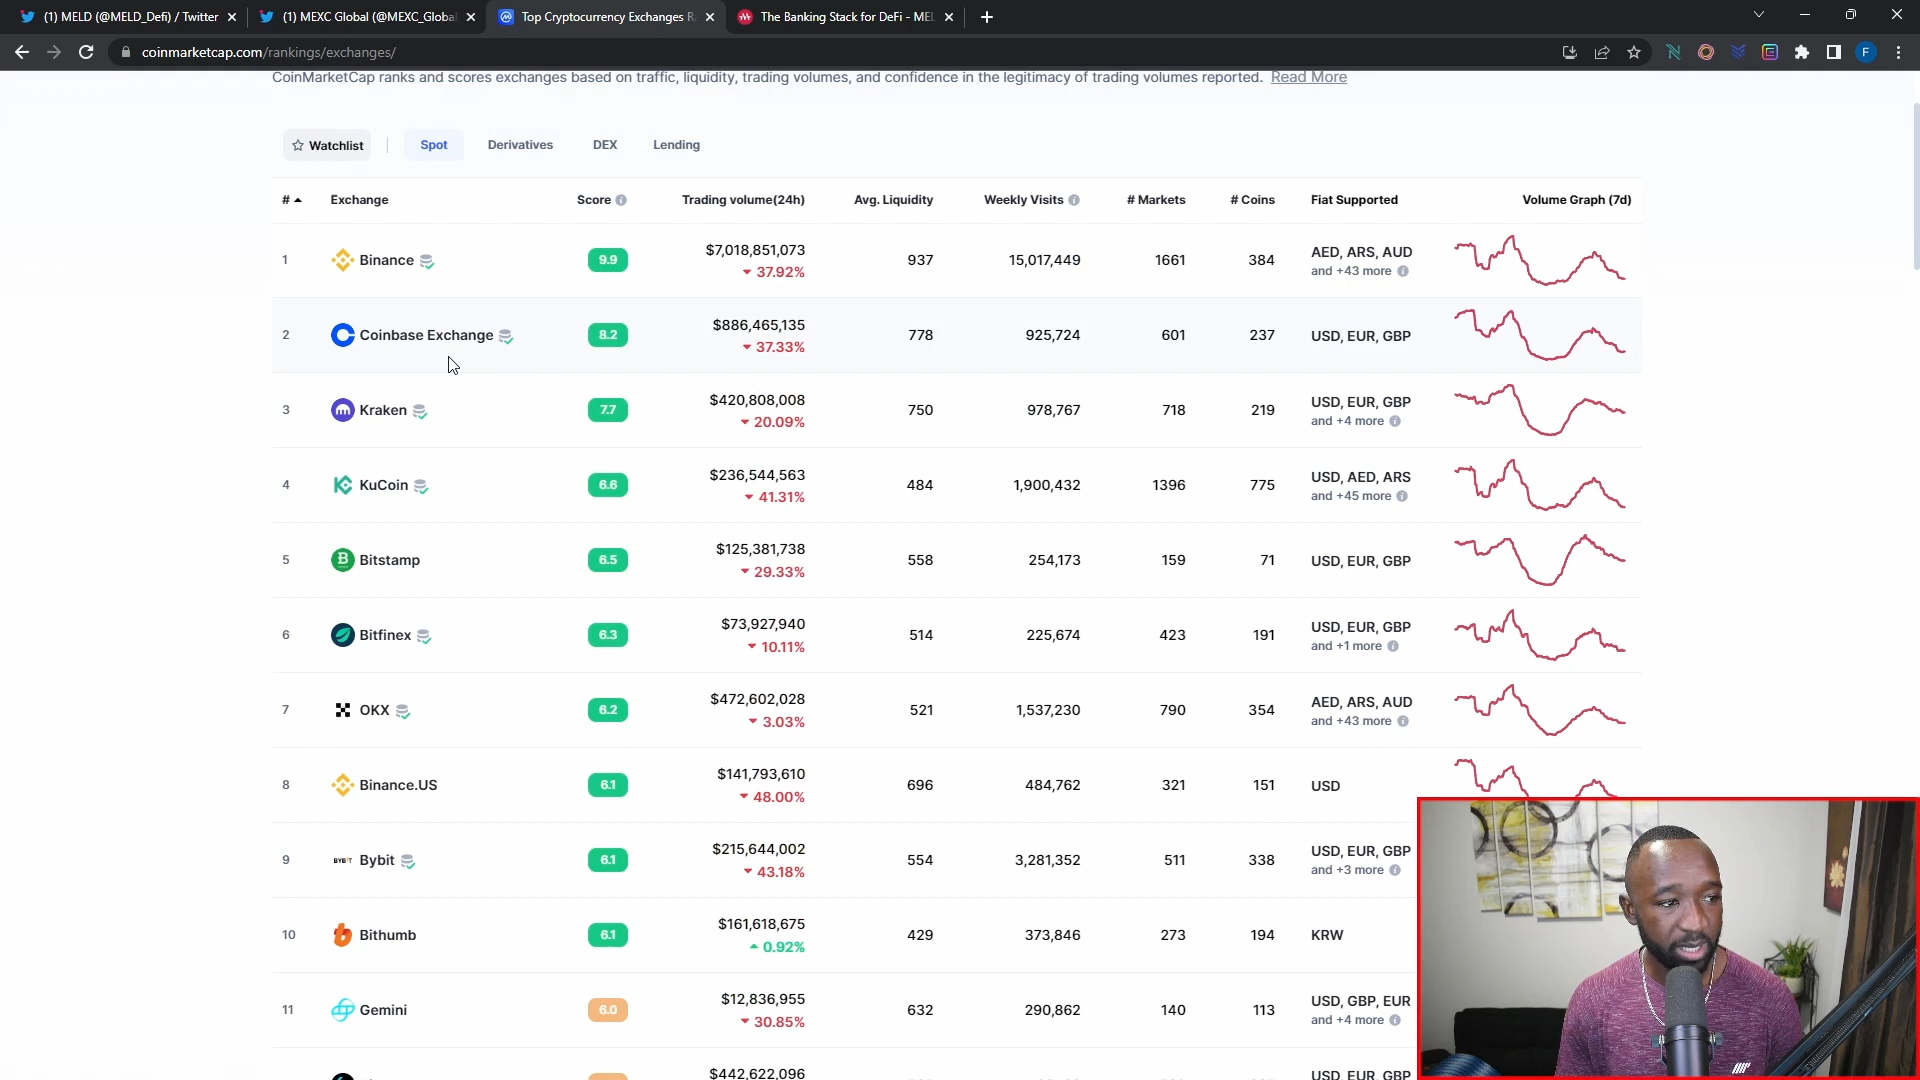 (1) MELD (@MELD_Defi) / Twitter
(1) MEXC Global (@MEXC_Global
Top Cryptocurrency Exchanges R
The Banking Stack for DeFi - MEL
coinmarketcap.com/rankings/exchanges/
F
CoinMarketCap ranks and scores exchanges based on traffic, liquidity, trading volumes, and confidence in the legitimacy of trading volumes reported. Read More
Watchlist Spot Derivatives DEX Lending
# Exchange Score Trading volume(24h) Avg. Liquidity Weekly Visits # Markets # Coins Fiat Supported Volume Graph (7d)
1 Binance 9.9 $7,018,851,073 937 15,017,449 1661 384 AED, ARS, AUD
37.92% and +43 more
2 Coinbase Exchange 8.2 $886,465,135 778 925,724 601 237 USD, EUR, GBP
37.33%
3 Kraken 7.7 $420,808,008 750 978,767 718 219 USD, EUR, GBP
20.09% and +4 more
4 KuCoin 6.6 $236,544,563 484 1,900,432 1396 775 USD, AED, ARS
41.31% and +45 more
5 Bitstamp 6.5 $125,381,738 558 254,173 159 71 USD, EUR, GBP
29.33%
6 Bitfinex 6.3 $73,927,940 514 225,674 423 191 USD, EUR, GBP
10.11% and +1 more
7 OKX 6.2 $472,602,028 521 1,537,230 790 354 AED, ARS, AUD
3.03% and +43 more
8 Binance.US 6.1 $141,793,610 696 484,762 321 151 USD
48.00%
9 BYBIT Bybit 6.1 $215,644,002 554 3,281,352 511 338 USD, EUR, GBP
43.18% and +3 more
10 Bithumb 6.1 $161,618,675 429 373,846 273 194 KRW
0.92%
11 Gemini 6.0 $12,836,955 632 290,862 140 113 USD, GBP, EUR
30.85% and +4 more
$442,622,096 USD, EUR, GBP